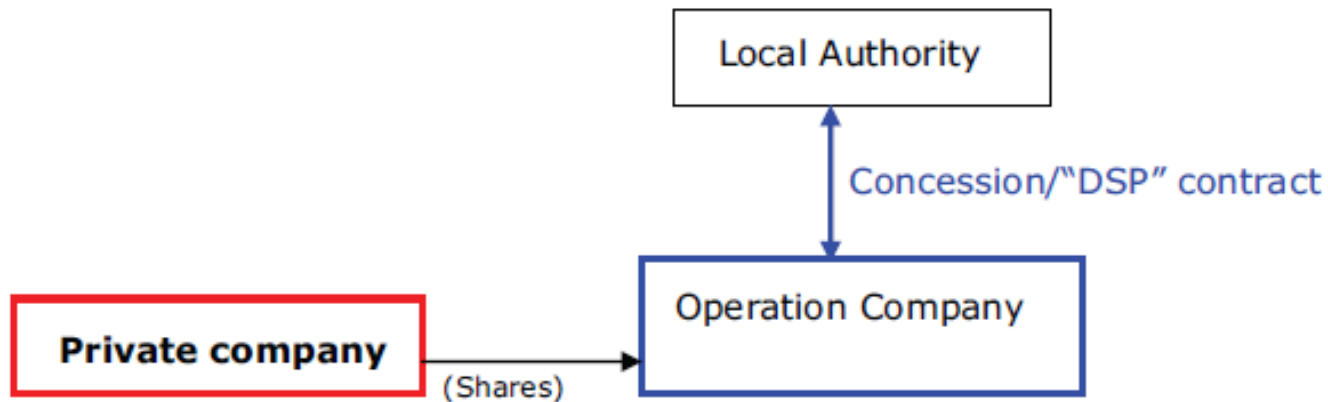 Local Authority
Concession/“DSP” contract
Operation Company
Private company
(Shares)